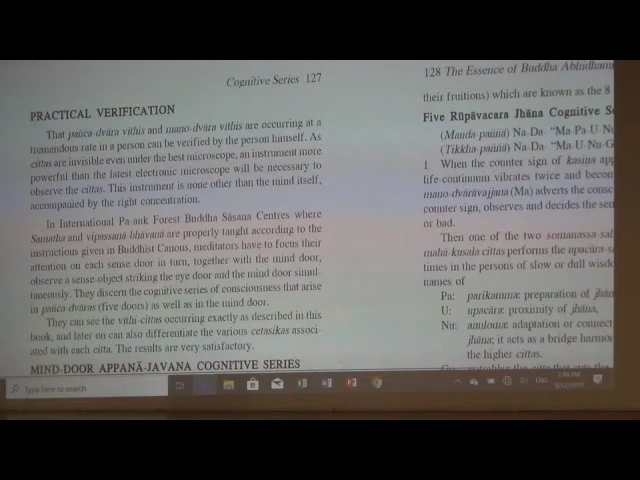 Cognitive Series 127
PRACTICAL VERIFICATION
That pañca-dvāra vīthis and mano-dvāra vīthis are occurring at a
tremendous rate in a person can be verified by the person himself. As
cittas are invisible even under the best microscope, an instrument more
powerful than the latest electronic microscope will be necessary to
observe the cittas. This instrument is none other than the mind itself,
accompanied by the right concentration.
In International Pa-auk Forest Buddha Sāsana Centres where
Samatha and vipassanā-bhāvanā are properly taught according to the
instructions given in Buddhist Canons, meditators have to focus their
attention on each sense door in turn, together with the mind door,
observe a sense-object striking the eye door and the mind door simul-
taneously. They discern the cognitive series of consciousness that arise
in pañca-dvāras (five doors) as well as in the mind door.
They can see the vīthi-cittas occurring exactly as described in this
book, and later on can also differentiate the various cetasikas associ-
ated with each citta. The results are very satisfactory.
MIND-DOOR APPANĀ-JAVANA COGNITIVE SERIES
128 The Essence of Buddha
their fruitions) which are known as the 8
Five Rūpāvacara Jhāna Cognitive
(Manda-paññā) Na-Da- "Ma-Pa-U-Nu
(Tikkha-paññā) Na-Da- "Ma-U-Nu-G
1 When the counter sign of kasiṇa
life-continuum vibrates twice and
mano-dvārāvajjana (Ma) adverts the
counter sign, observes and decides the
or bad.
Then one of the two
mahā-kusala cittas performs the
times in the persons of slow or dull
names of
Pa: parikamma: preparation of
U: upacāra: proximity of jhāna,
Nu: anuloma: adaptation or
jhāna; it acts as a bridge
the higher cittas.
Type here to search
ENG
7:46 PM